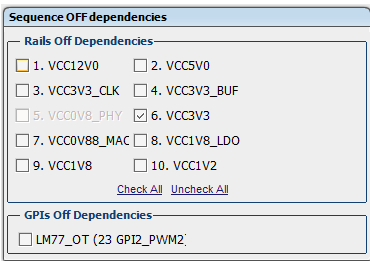 Sequence OFF dependencies
Rails Off Dependencies
1. VCC12V0 2. VCC5V0
3. VCC3V3_CLK 4. VCC3V3_BUF
5. VCC0V8_PHY 6. VCC3V3
7. VCC0V88_MAC 8. VCC1V8_LDO
9. VCC1V8 10. VCC1V2
Check All Uncheck All
GPIs Off Dependencies
LM77_OT (23 GPI2_PWM2)